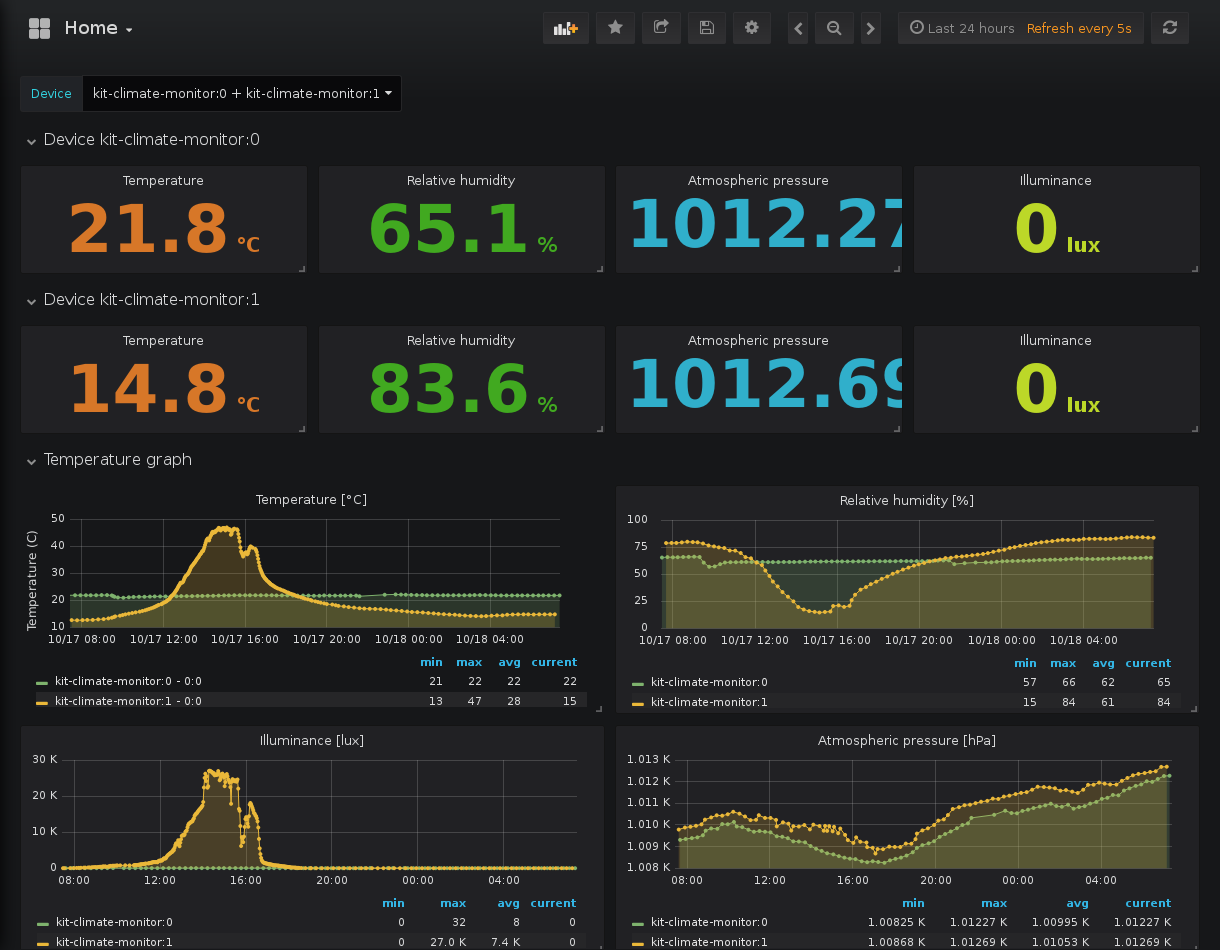 Home
Last 24 hours Refresh every 5s
Device kit-climate-monitor:0 + kit-climate-monitor:1
Device kit-climate-monitor:0
Temperature Relative humidity Atmospheric pressure Illuminance
21.8 °C 65.1 % 1012.27 0 lux
Device kit-climate-monitor:1
Temperature Relative humidity Atmospheric pressure Illuminance
14.8 °C 83.6 % 1012.69 0 lux
Temperature graph
Temperature [°C]
Temperature (C)
50
40
30
20
10
10/17 08:00 10/17 12:00 10/17 16:00 10/17 20:00 10/18 00:00 10/18 04:00
min max avg current
kit-climate-monitor:0 - 0:0 21 22 22 22
kit-climate-monitor:1 - 0:0 13 47 28 15
Relative humidity [%]
100
75
50
25
0
10/17 08:00 10/17 12:00 10/17 16:00 10/17 20:00 10/18 00:00 10/18 04:00
min max avg current
kit-climate-monitor:0 57 66 62 65
kit-climate-monitor:1 15 84 61 84
Illuminance [lux]
30 K
20 K
10 K
0
08:00 12:00 16:00 20:00 00:00 04:00
min max avg current
kit-climate-monitor:0 0 32 8 0
kit-climate-monitor:1 0 27.0 K 7.4 K 0
Atmospheric pressure [hPa]
1.013 K
1.012 K
1.011 K
1.010 K
1.009 K
1.008 K
08:00 12:00 16:00 20:00 00:00 04:00
min max avg current
kit-climate-monitor:0 1.00825 K 1.01227 K 1.00995 K 1.01227 K
kit-climate-monitor:1 1.00868 K 1.01269 K 1.01053 K 1.01269 K